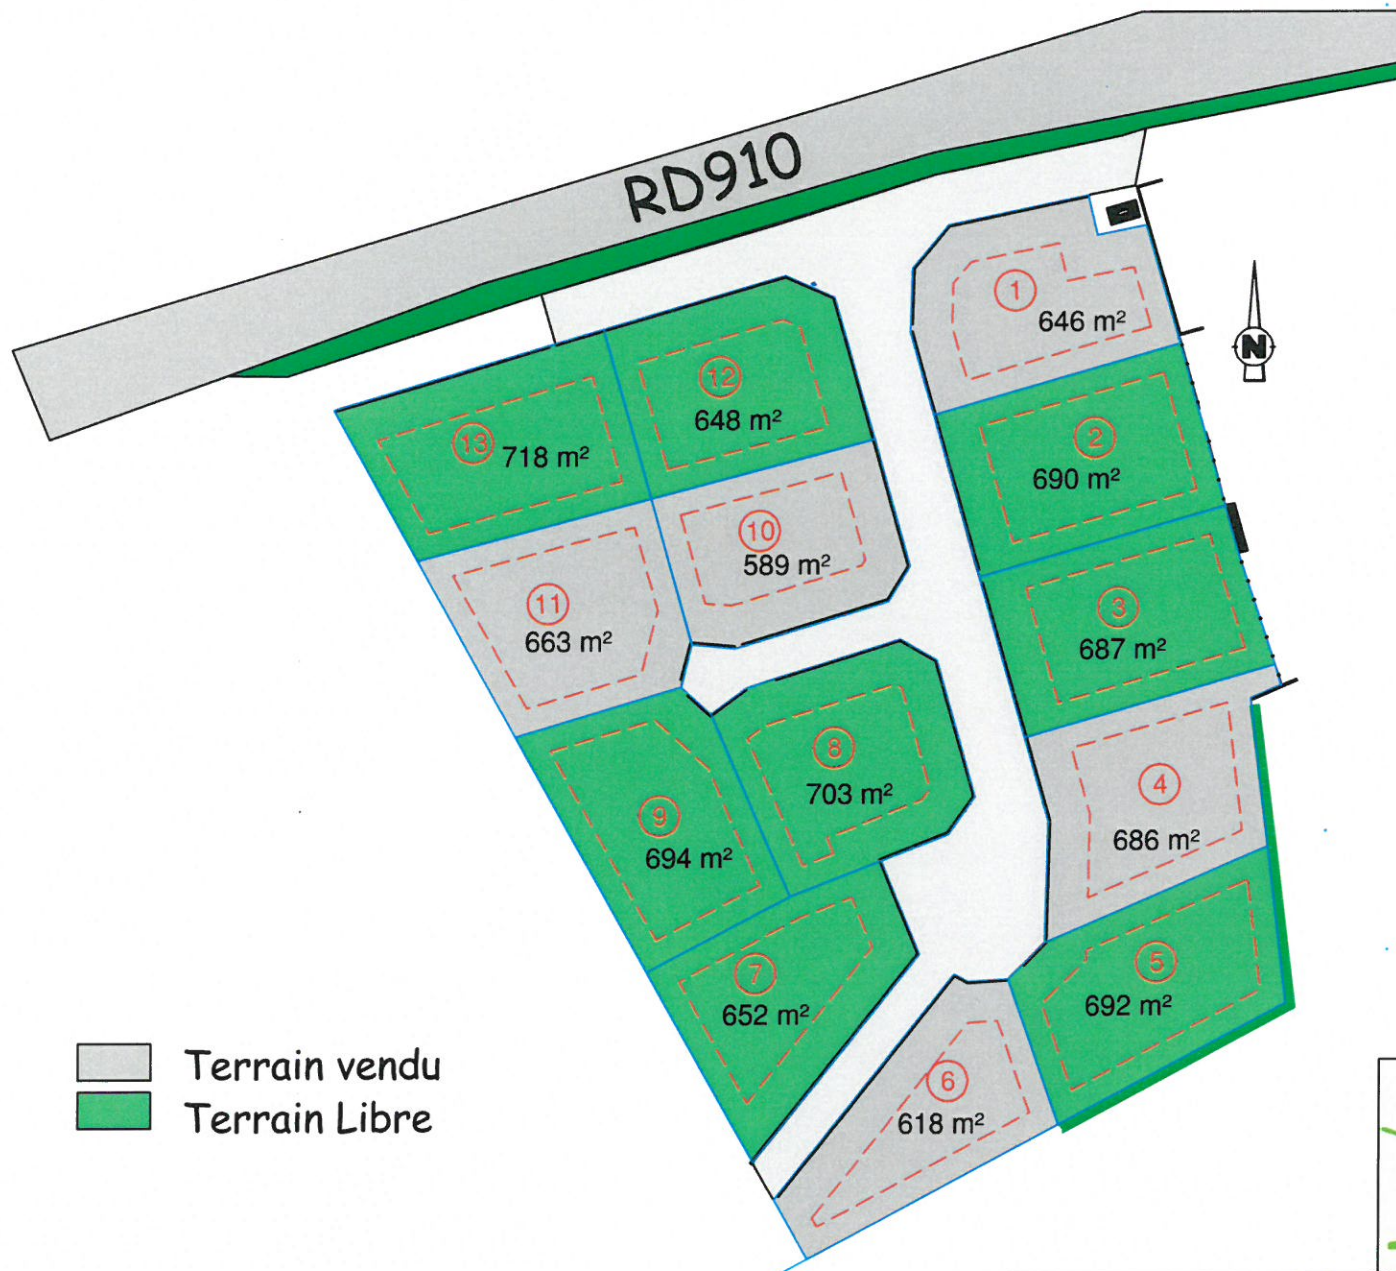 RD910
1
646 m²
N
12
648 m²
13
718 m²
2
690 m²
10
589 m²
11
663 m²
3
687 m²
8
703 m²
4
686 m²
9
694 m²
7
652 m²
5
692 m²
6
618 m²
Terrain vendu
Terrain Libre